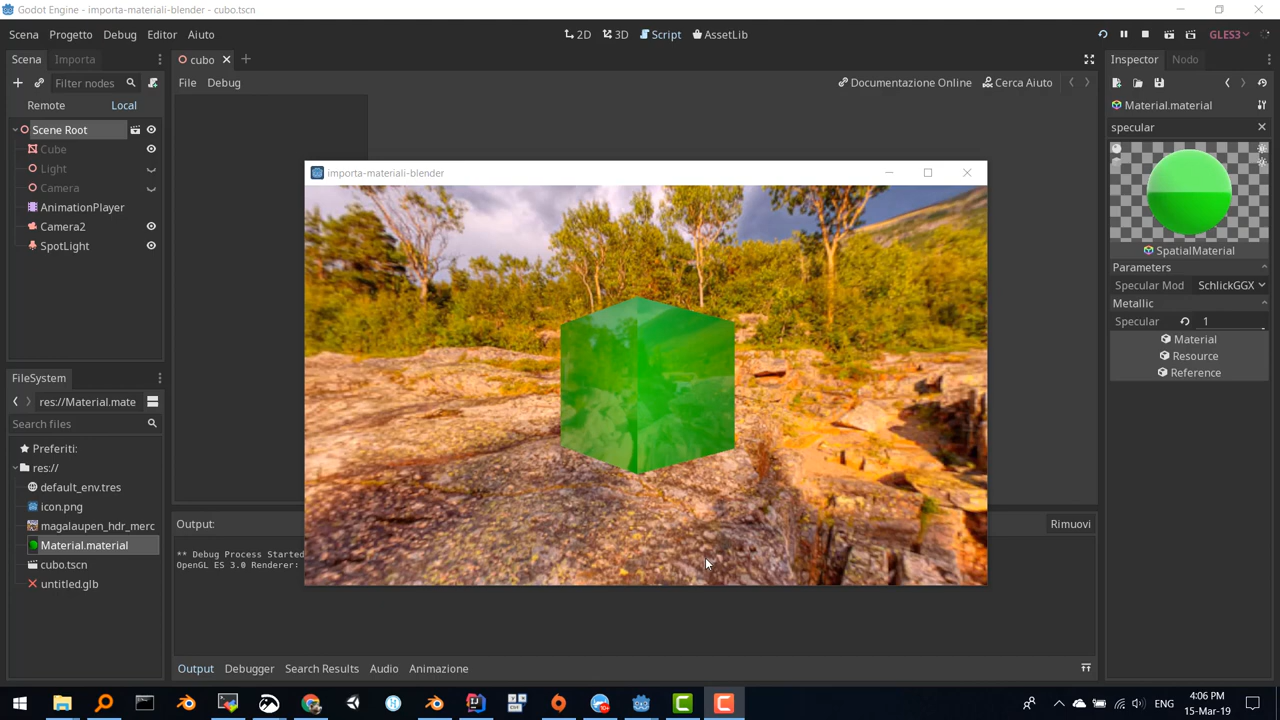 Godot Engine - importa-materiali-blender - cubo.tscn
Scena Progetto Debug Editor Aiuto
2D 3D Script AssetLib
GLES3
Scena Importa
Filter nodes
Remote Local
Scene Root
Cube
Light
Camera
AnimationPlayer
Camera2
SpotLight
FileSystem
res://Material.mate
Search files
Preferiti:
res://
default_env.tres
icon.png
magalaupen_hdr_merc
Material.material
cubo.tscn
untitled.glb
cubo
File Debug
Documentazione Online Cerca Aiuto
importa-materiali-blender
Output:
Rimuovi
** Debug Process Started
OpenGL ES 3.0 Renderer:
Output Debugger Search Results Audio Animazione
Inspector Nodo
Material.material
specular
SpatialMaterial
Parameters
Specular Mod SchlickGGX
Metallic
Specular 1
Material
Resource
Reference
10+
ENG
4:06 PM
15-Mar-19